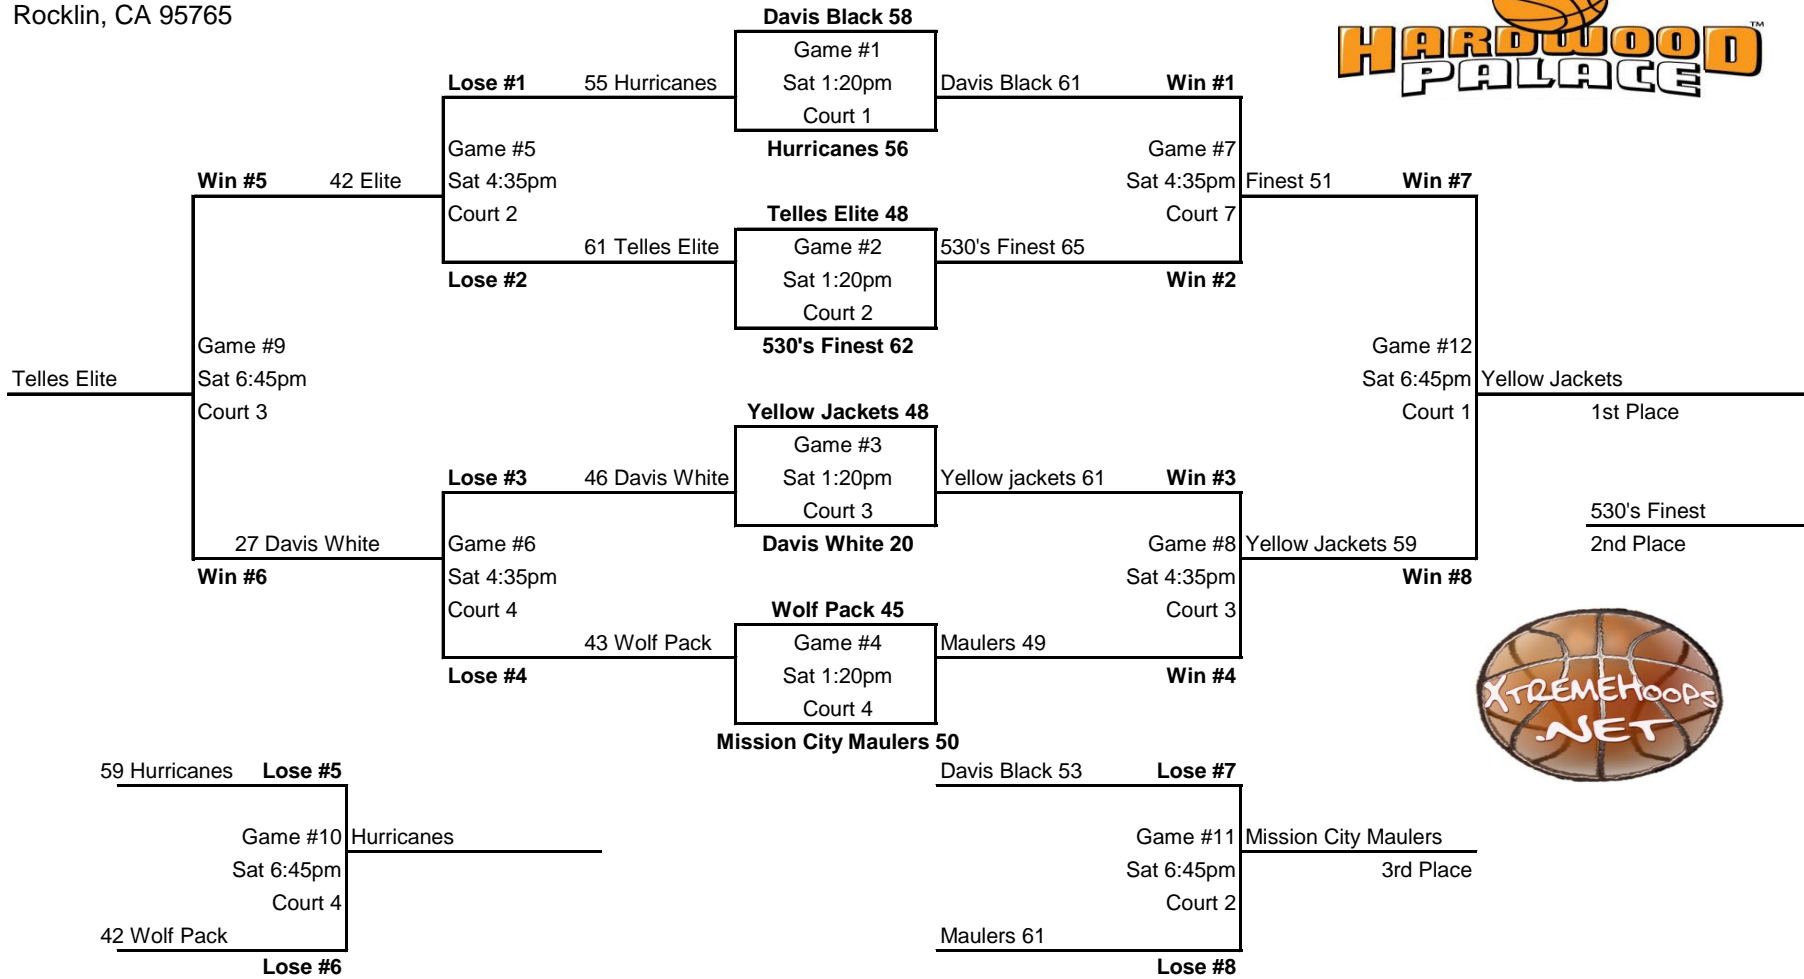 Rocklin, CA 95765
HARDWOOD
PALACE
TM
Davis Black 58
Game #1
Lose #1 55 Hurricanes Sat 1:20pm Davis Black 61 Win #1
Court 1
Game #5 Hurricanes 56 Game #7
Win #5 42 Elite Sat 4:35pm Sat 4:35pm Finest 51 Win #7
Court 2 Telles Elite 48 Court 7
61 Telles Elite Game #2 530's Finest 65
Lose #2 Sat 1:20pm Win #2
Court 2
Game #9 530's Finest 62 Game #12
Telles Elite Sat 6:45pm Sat 6:45pm Yellow Jackets
Court 3 Yellow Jackets 48 Court 1 1st Place
Game #3
Lose #3 46 Davis White Sat 1:20pm Yellow jackets 61 Win #3
Court 3 530's Finest
27 Davis White Game #6 Davis White 20 Game #8 Yellow Jackets 59 2nd Place
Win #6 Sat 4:35pm Sat 4:35pm Win #8
Court 4 Wolf Pack 45 Court 3
43 Wolf Pack Game #4 Maulers 49
Lose #4 Sat 1:20pm Win #4
Court 4
XTREMEHOOPS
.NET
Mission City Maulers 50
59 Hurricanes Lose #5 Davis Black 53 Lose #7
Game #10 Hurricanes Game #11 Mission City Maulers
Sat 6:45pm Sat 6:45pm 3rd Place
Court 4 Court 2
42 Wolf Pack Maulers 61
Lose #6 Lose #8